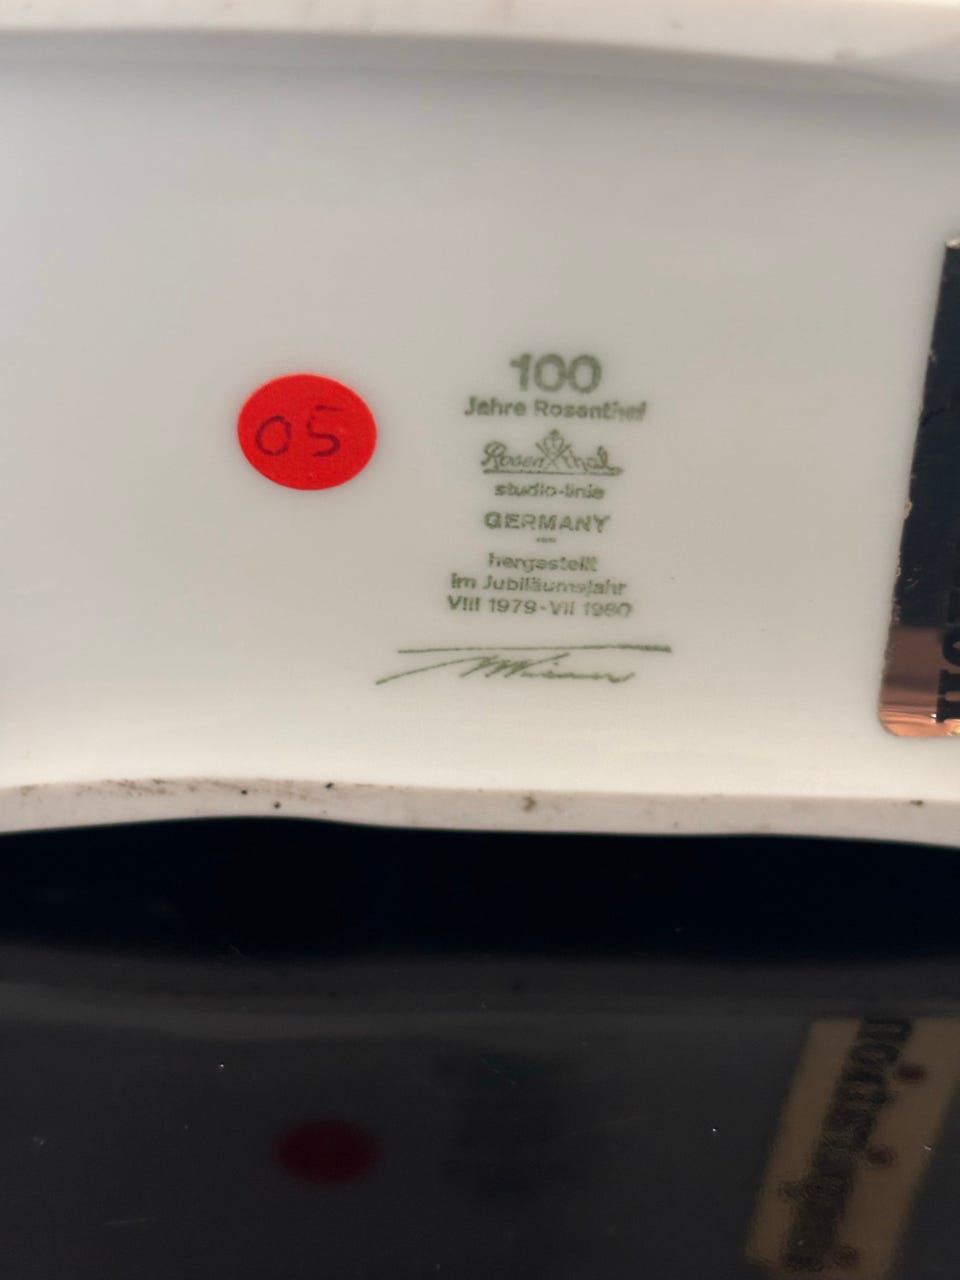 05
100
Jahre Rosenthal
Rosenthal
studio-linie
GERMANY
hergestellt
im Jubiläumsjahr
VIII 1979-VII 1980